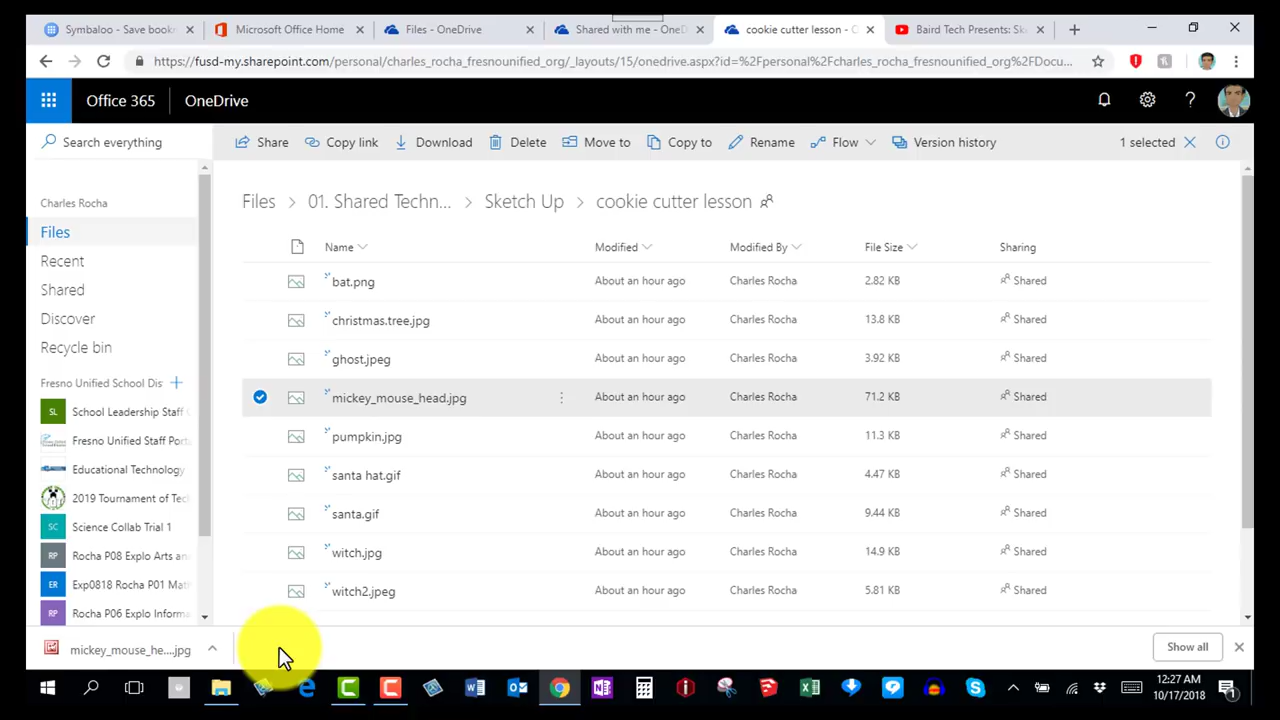 Symbaloo - Save bookr
Microsoft Office Home
Files - OneDrive
Shared with me - OneD
cookie cutter lesson - O
Baird Tech Presents: Sk
https://fusd-my.sharepoint.com/personal/charles_rocha_fresnounified_org/_layouts/15/onedrive.aspx?id=%2Fpersonal%2Fcharles_rocha_fresnounified_org%2FDocu...
Office 365
OneDrive
Search everything
Share
Copy link
Download
Delete
Move to
Copy to
Rename
Flow
Version history
1 selected
Charles Rocha
Files
Recent
Shared
Discover
Recycle bin
Fresno Unified School Dis
SL School Leadership Staff
Fresno Unified Staff Porta
Educational Technology
2019 Tournament of Tec
SC Science Collab Trial 1
RP Rocha P08 Explo Arts an
ER Exp0818 Rocha P01 Mat
RP Rocha P06 Explo Informa
Files > 01. Shared Techn... > Sketch Up > cookie cutter lesson
Name Modified Modified By File Size Sharing
bat.png About an hour ago Charles Rocha 2.82 KB Shared
christmas.tree.jpg About an hour ago Charles Rocha 13.8 KB Shared
ghost.jpeg About an hour ago Charles Rocha 3.92 KB Shared
mickey_mouse_head.jpg About an hour ago Charles Rocha 71.2 KB Shared
pumpkin.jpg About an hour ago Charles Rocha 11.3 KB Shared
santa hat.gif About an hour ago Charles Rocha 4.47 KB Shared
santa.gif About an hour ago Charles Rocha 9.44 KB Shared
witch.jpg About an hour ago Charles Rocha 14.9 KB Shared
witch2.jpeg About an hour ago Charles Rocha 5.81 KB Shared
mickey_mouse_he....jpg
Show all
12:27 AM
10/17/2018